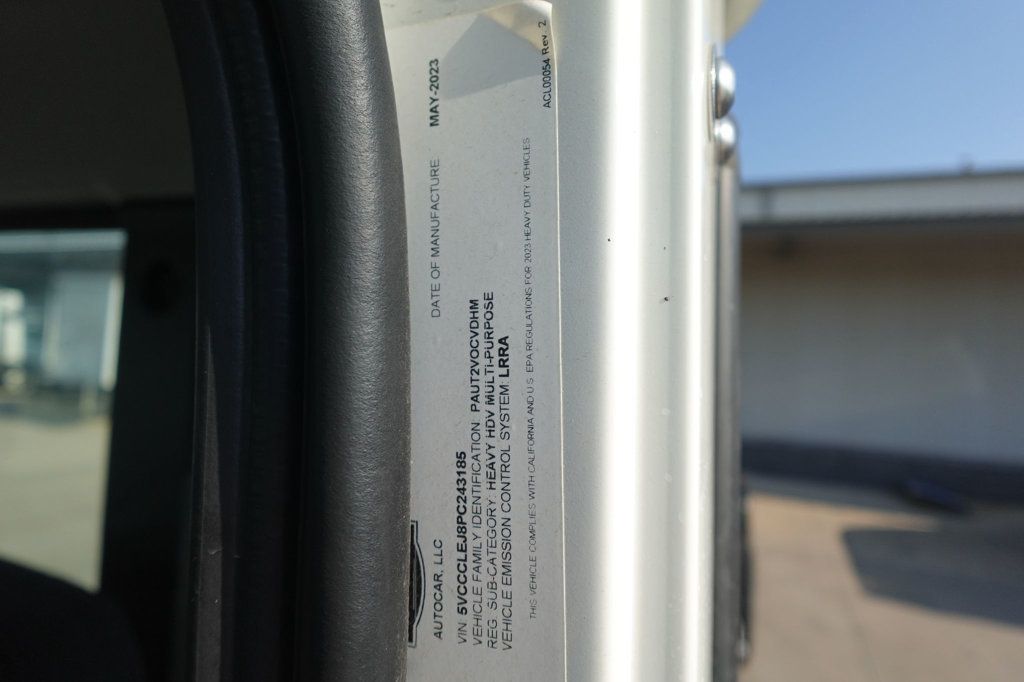 AUTOCAR, LLC
DATE OF MANUFACTURE MAY-2023
VIN 5VCCCLEJ8PC243185
VEHICLE FAMILY IDENTIFICATION: PAUT2VOCVDHM
REG. SUB-CATEGORY: HEAVY HDV MULTI-PURPOSE
VEHICLE EMISSION CONTROL SYSTEM: LRRA
THIS VEHICLE COMPLIES WITH CALIFORNIA AND U.S. EPA REGULATIONS FOR 2023 HEAVY DUTY VEHICLES
ACL00054 Rev. 2